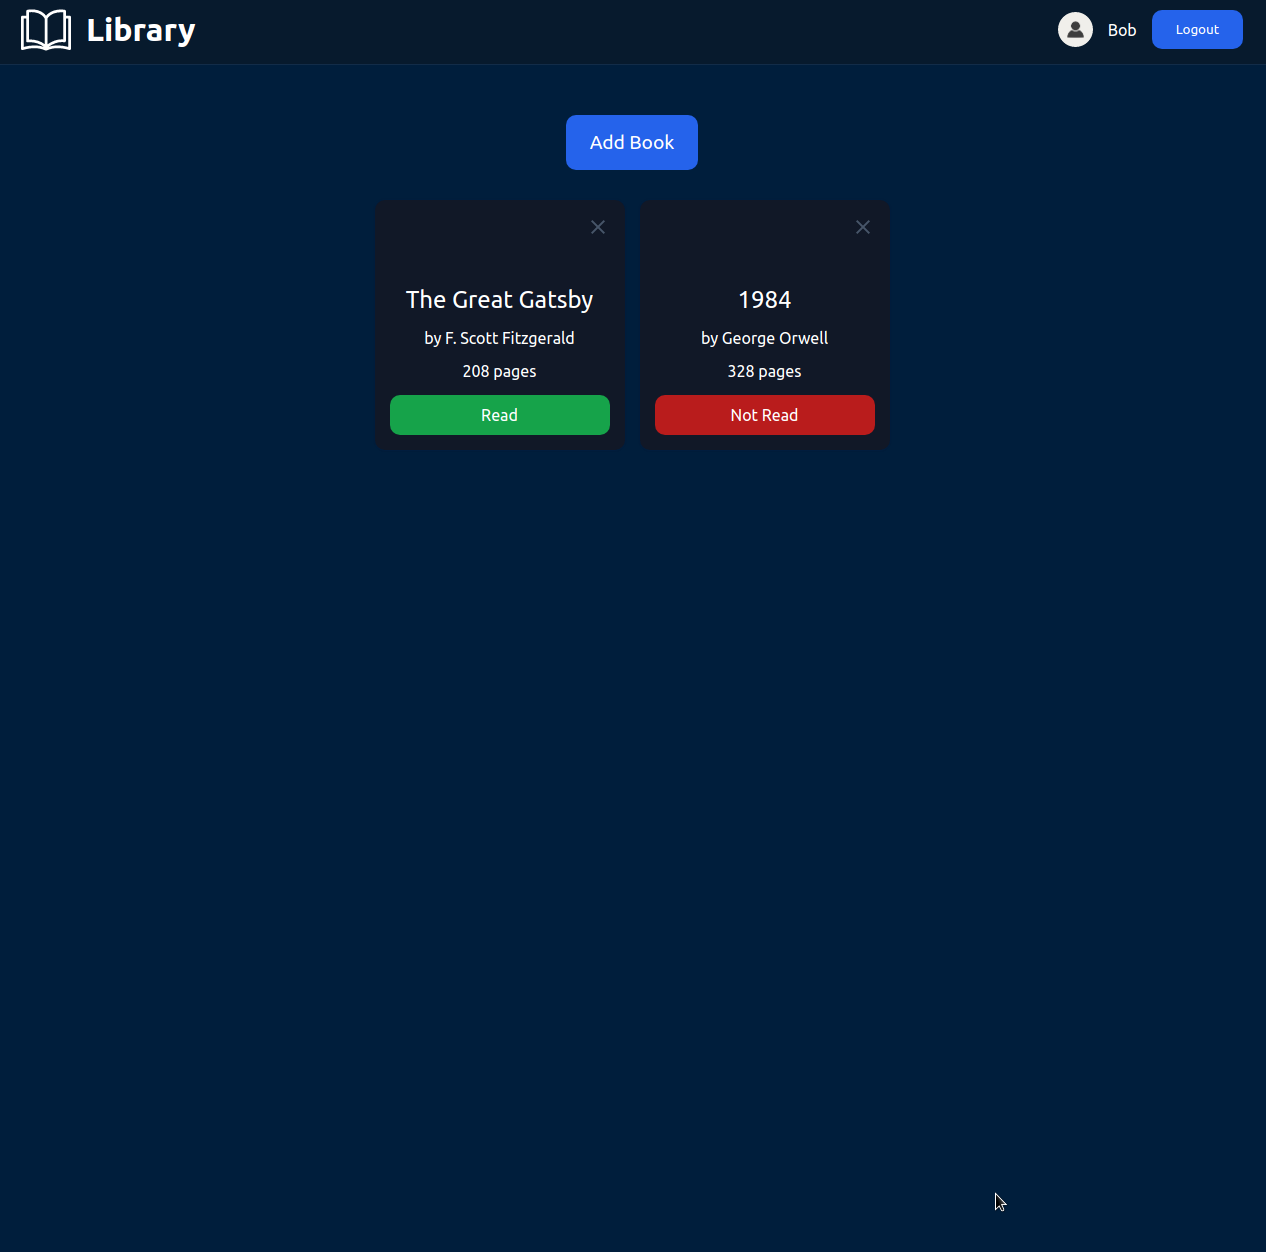 Library
Bob
Logout
Add Book
The Great Gatsby
by F. Scott Fitzgerald
208 pages
Read
1984
by George Orwell
328 pages
Not Read